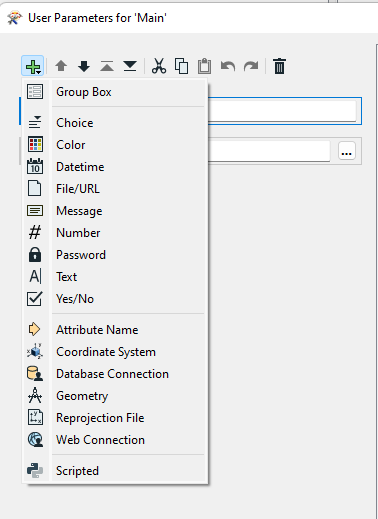 User Parameters for 'Main'
Group Box
Choice
Color
10
Datetime
File/URL
Message
# Number
Password
A| Text
Yes/No
Attribute Name
Coordinate System
Database Connection
Geometry
Reprojection File
Web Connection
Scripted
...